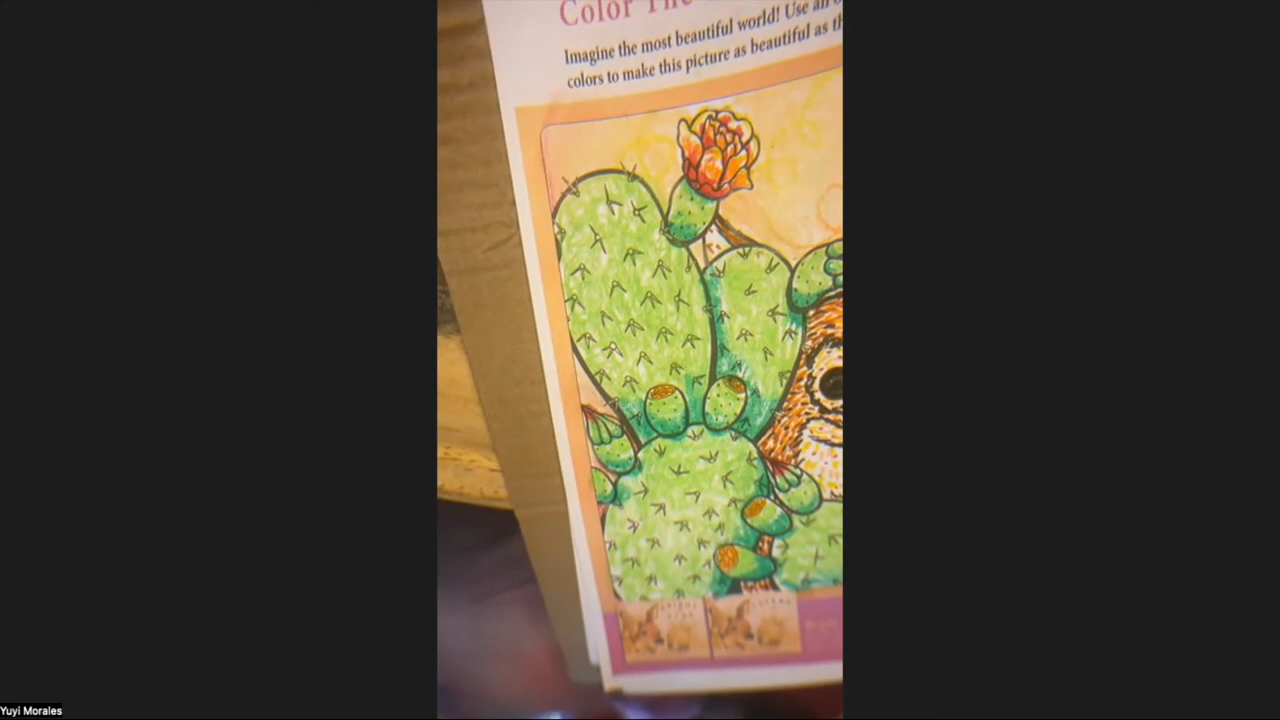 Color The
Imagine the most beautiful world! Use all
colors to make this picture as beautiful as th
Yuyi Morales